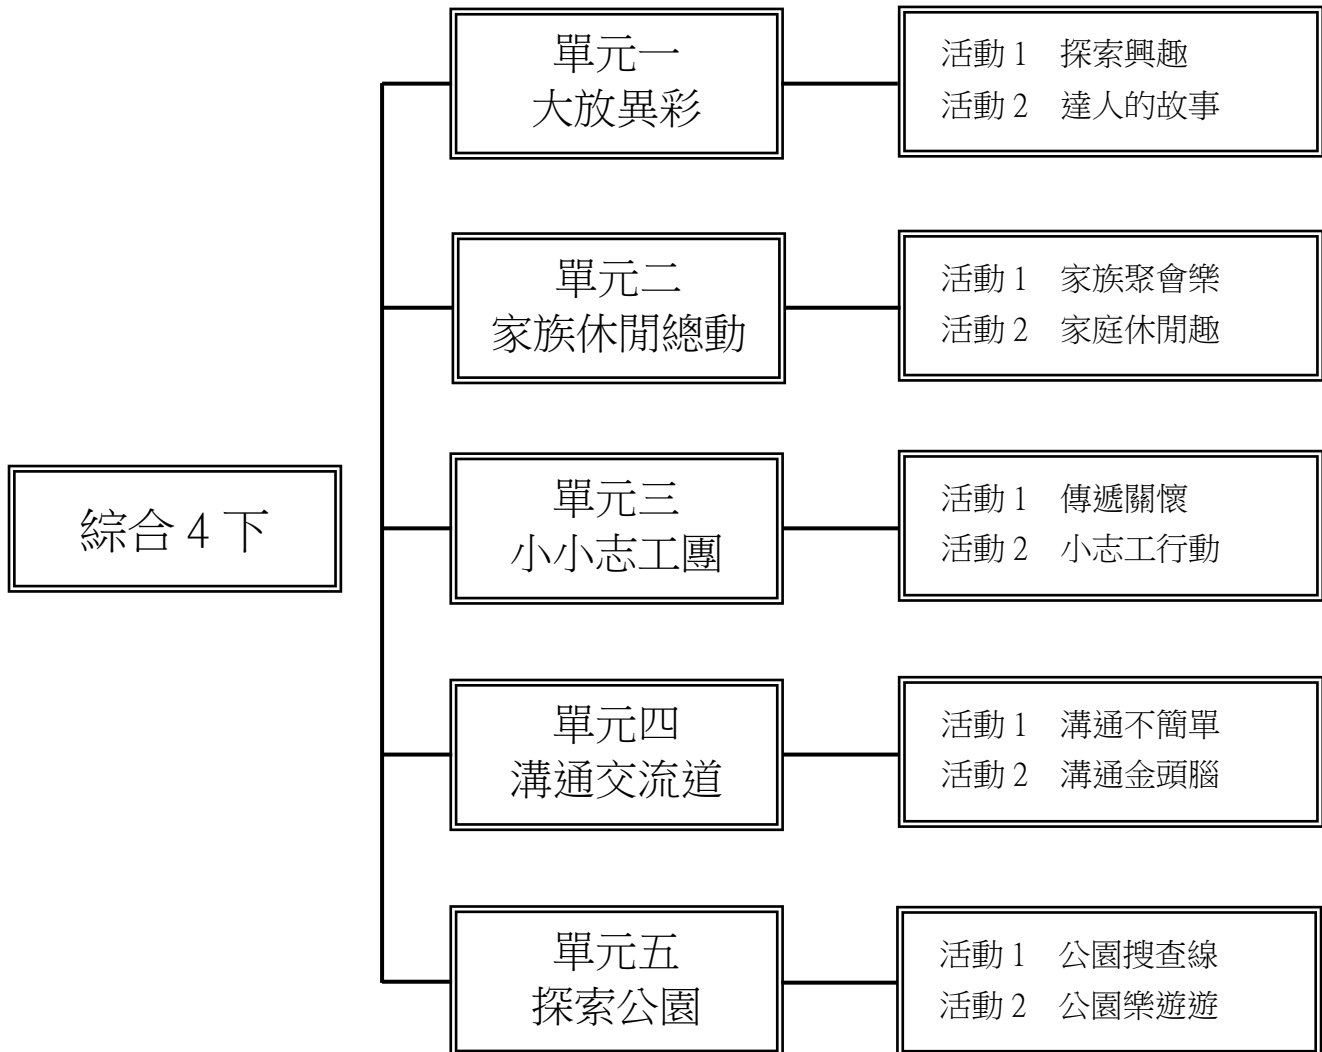 綜合 4 下
單元一
大放異彩
活動 1　探索興趣
活動 2　達人的故事
單元二
家族休閒總動
活動 1　家族聚會樂
活動 2　家庭休閒趣
單元三
小小志工團
活動 1　傳遞關懷
活動 2　小志工行動
單元四
溝通交流道
活動 1　溝通不簡單
活動 2　溝通金頭腦
單元五
探索公園
活動 1　公園搜查線
活動 2　公園樂遊遊